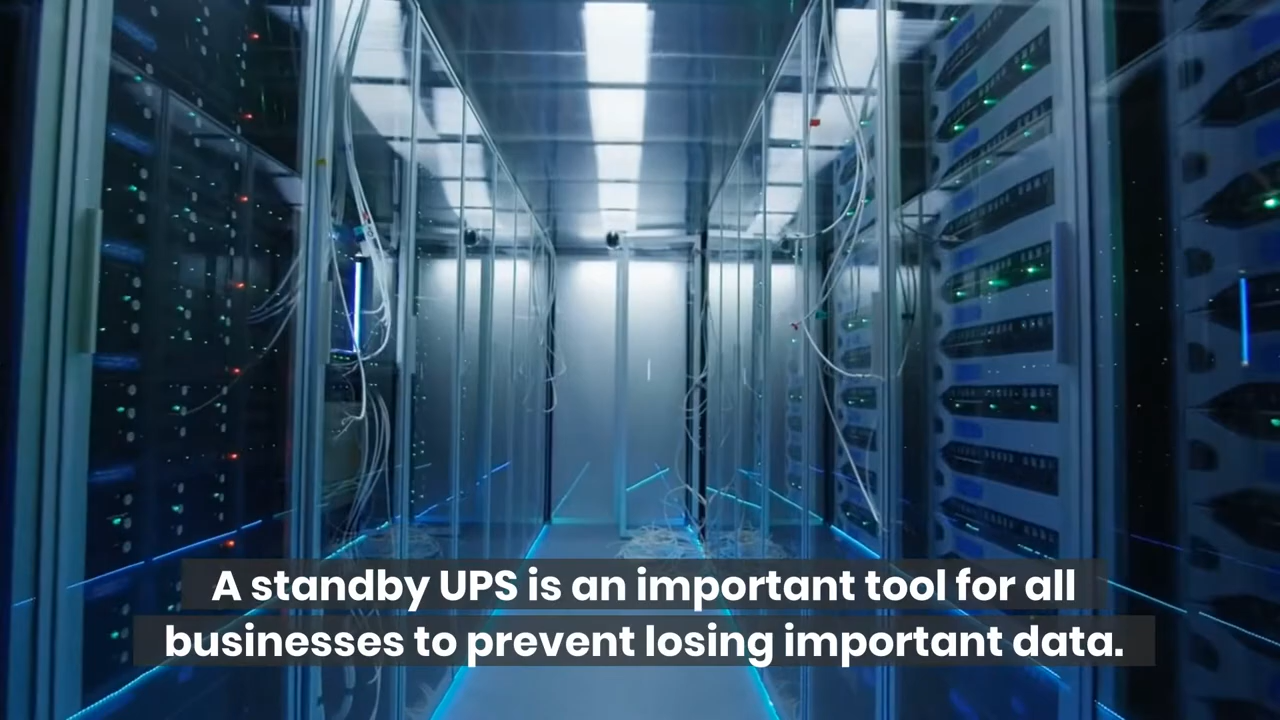 A standby UPS is an important tool for all
businesses to prevent losing important data.